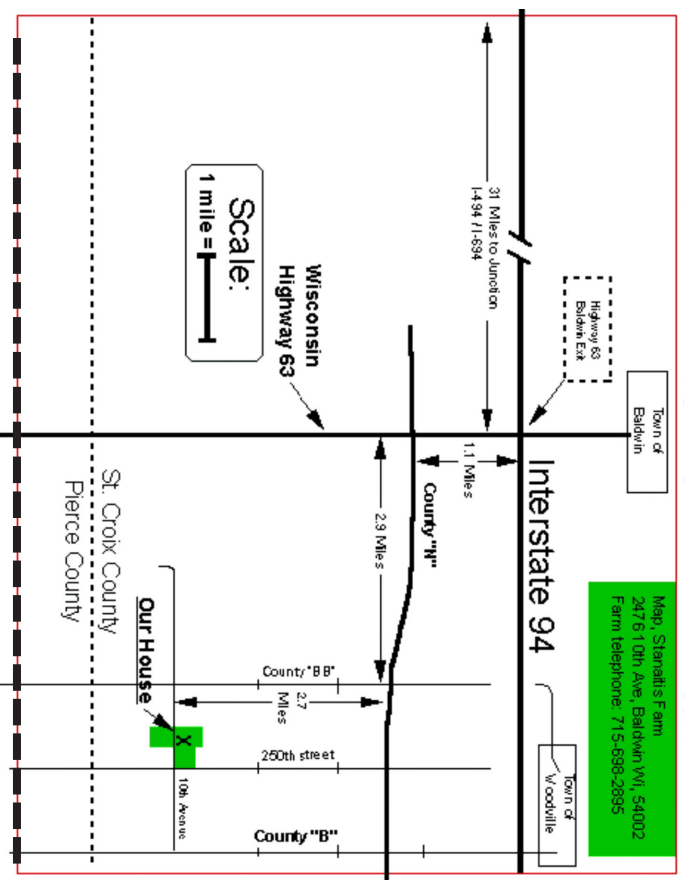 Map, Stanaitis Farm
2476 10th Ave, Baldwin WI, 54002
Farm telephone: 715-698-2895
Town of
Baldwin
Town of
Woodville
Highway 63
Baldwin Exit
Interstate 94
31 Miles to Junction
I-494 / I-694
1.1 Miles
County "N"
2.9 Miles
Wisconsin
Highway 63
Scale:
1 mile =
County "BB"
2.7
Miles
250th street
County "B"
10th Avenue
Our House
X
St. Croix County
Pierce County